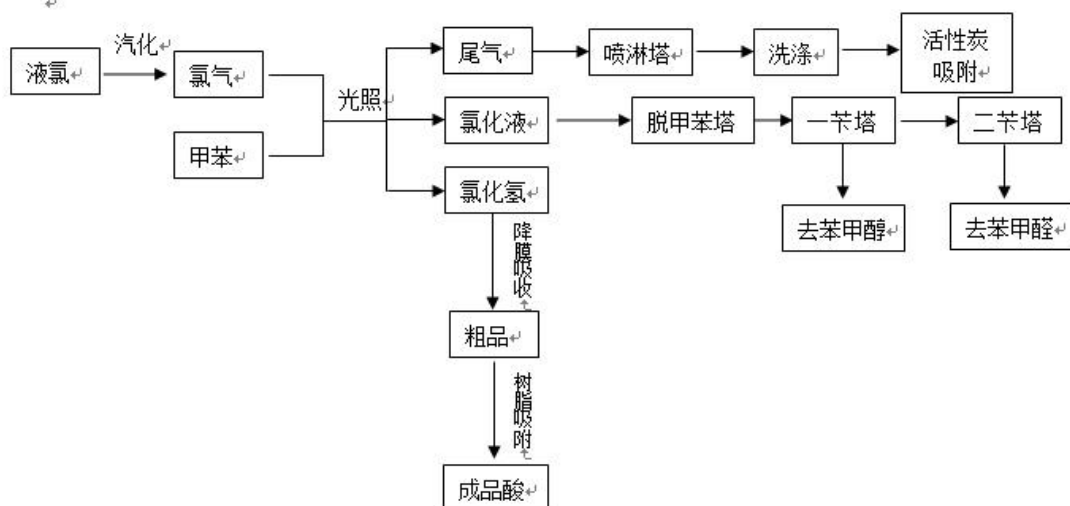 汽化
液氯
氯气
甲苯
光照
尾气
喷淋塔
洗涤
活性炭
吸附
氯化液
脱甲苯塔
一苄塔
二苄塔
氯化氢
去苯甲醇
去苯甲醛
降膜吸收
粗品
树脂吸附
成品酸